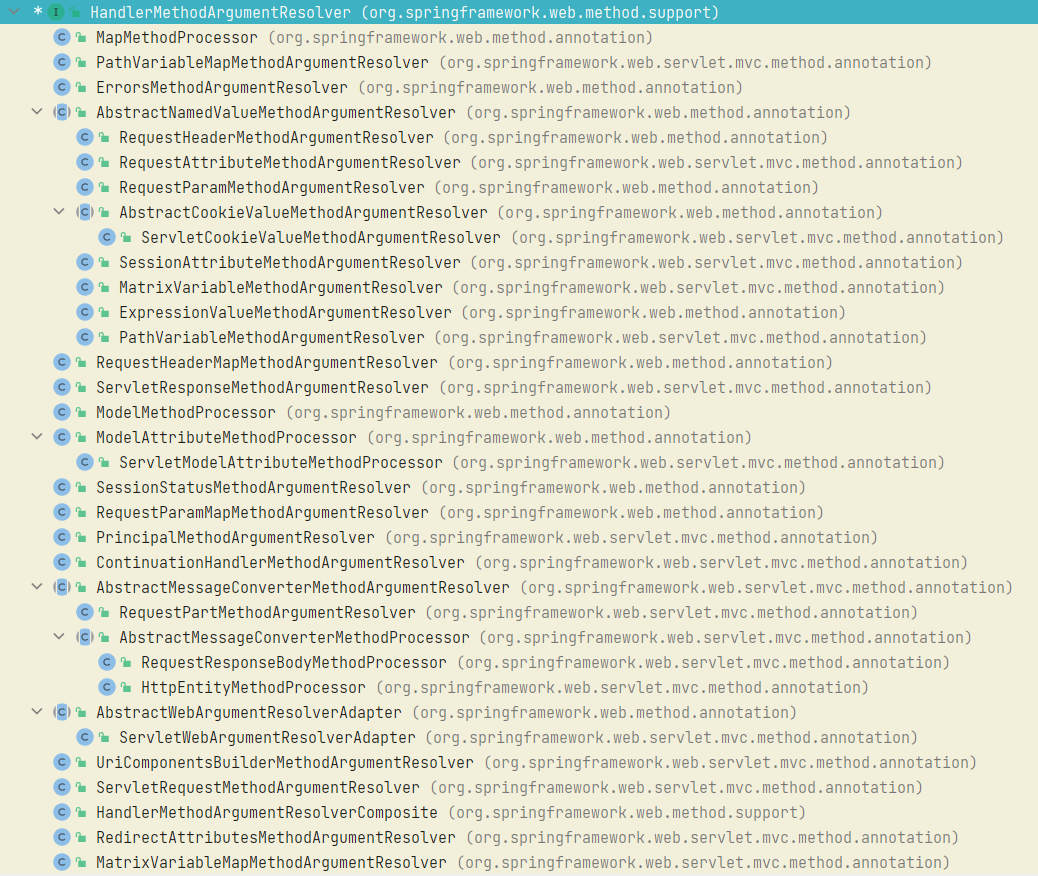 * I HandlerMethodArgumentResolver (org.springframework.web.method.support)
C MapMethodProcessor (org.springframework.web.method.annotation)
C PathVariableMapMethodArgumentResolver (org.springframework.web.servlet.mvc.method.annotation)
C ErrorsMethodArgumentResolver (org.springframework.web.method.annotation)
C AbstractNamedValueMethodArgumentResolver (org.springframework.web.method.annotation)
C RequestHeaderMethodArgumentResolver (org.springframework.web.method.annotation)
C RequestAttributeMethodArgumentResolver (org.springframework.web.servlet.mvc.method.annotation)
C RequestParamMethodArgumentResolver (org.springframework.web.method.annotation)
C AbstractCookieValueMethodArgumentResolver (org.springframework.web.method.annotation)
C ServletCookieValueMethodArgumentResolver (org.springframework.web.servlet.mvc.method.annotation)
C SessionAttributeMethodArgumentResolver (org.springframework.web.servlet.mvc.method.annotation)
C MatrixVariableMethodArgumentResolver (org.springframework.web.servlet.mvc.method.annotation)
C ExpressionValueMethodArgumentResolver (org.springframework.web.method.annotation)
C PathVariableMethodArgumentResolver (org.springframework.web.servlet.mvc.method.annotation)
C RequestHeaderMapMethodArgumentResolver (org.springframework.web.method.annotation)
C ServletResponseMethodArgumentResolver (org.springframework.web.servlet.mvc.method.annotation)
C ModelMethodProcessor (org.springframework.web.method.annotation)
C ModelAttributeMethodProcessor (org.springframework.web.method.annotation)
C ServletModelAttributeMethodProcessor (org.springframework.web.servlet.mvc.method.annotation)
C SessionStatusMethodArgumentResolver (org.springframework.web.method.annotation)
C RequestParamMapMethodArgumentResolver (org.springframework.web.method.annotation)
C PrincipalMethodArgumentResolver (org.springframework.web.servlet.mvc.method.annotation)
C ContinuationHandlerMethodArgumentResolver (org.springframework.web.servlet.mvc.method.annotation)
C AbstractMessageConverterMethodArgumentResolver (org.springframework.web.servlet.mvc.method.annotation)
C RequestPartMethodArgumentResolver (org.springframework.web.servlet.mvc.method.annotation)
C AbstractMessageConverterMethodProcessor (org.springframework.web.servlet.mvc.method.annotation)
C RequestResponseBodyMethodProcessor (org.springframework.web.servlet.mvc.method.annotation)
C HttpEntityMethodProcessor (org.springframework.web.servlet.mvc.method.annotation)
C AbstractWebArgumentResolverAdapter (org.springframework.web.method.annotation)
C ServletWebArgumentResolverAdapter (org.springframework.web.servlet.mvc.method.annotation)
C UriComponentsBuilderMethodArgumentResolver (org.springframework.web.servlet.mvc.method.annotation)
C ServletRequestMethodArgumentResolver (org.springframework.web.servlet.mvc.method.annotation)
C HandlerMethodArgumentResolverComposite (org.springframework.web.method.support)
C RedirectAttributesMethodArgumentResolver (org.springframework.web.servlet.mvc.method.annotation)
C MatrixVariableMapMethodArgumentResolver (org.springframework.web.servlet.mvc.method.annotation)